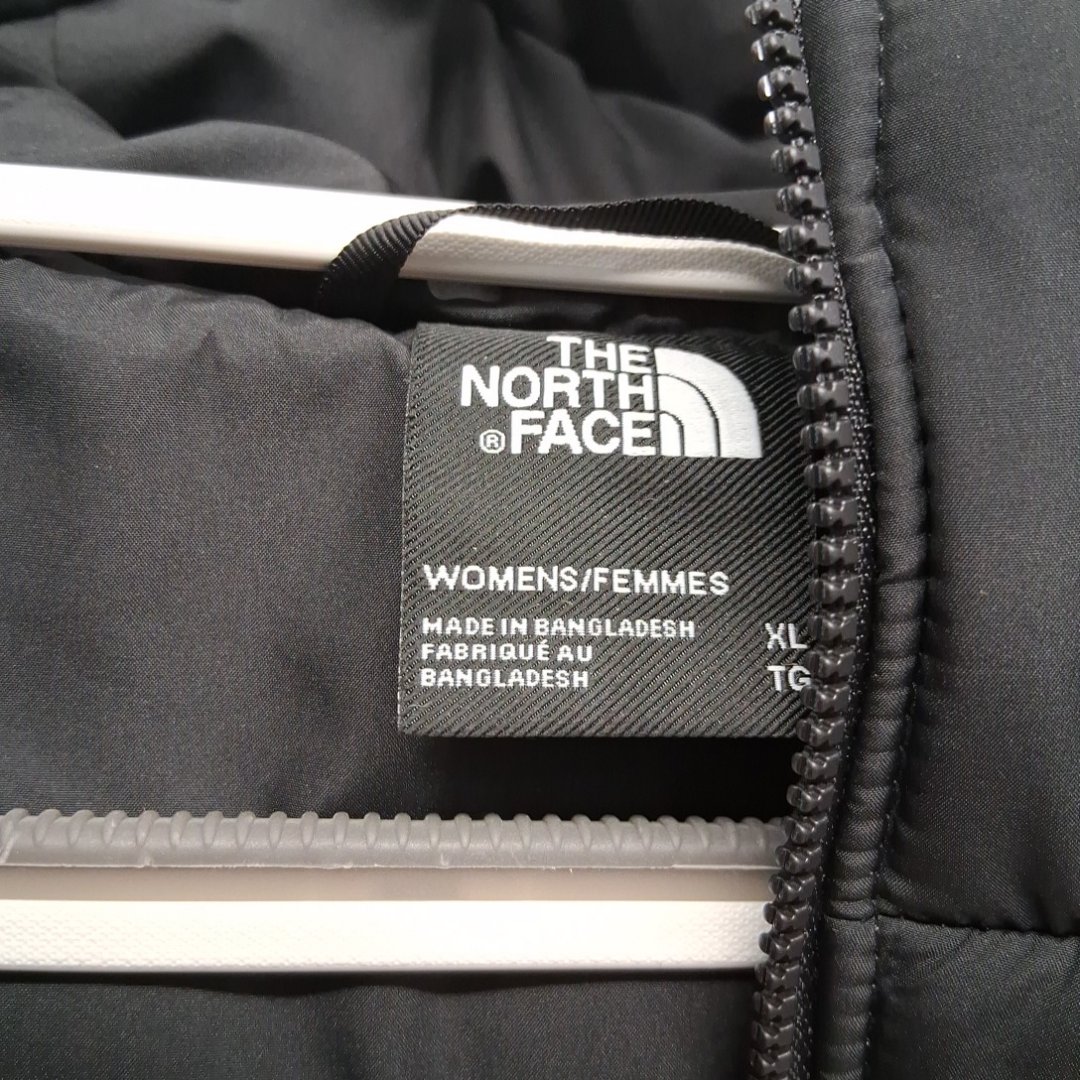 THE
NORTH
® FACE
WOMENS/FEMMES
MADE IN BANGLADESH XL
FABRIQUÉ AU
BANGLADESH TG